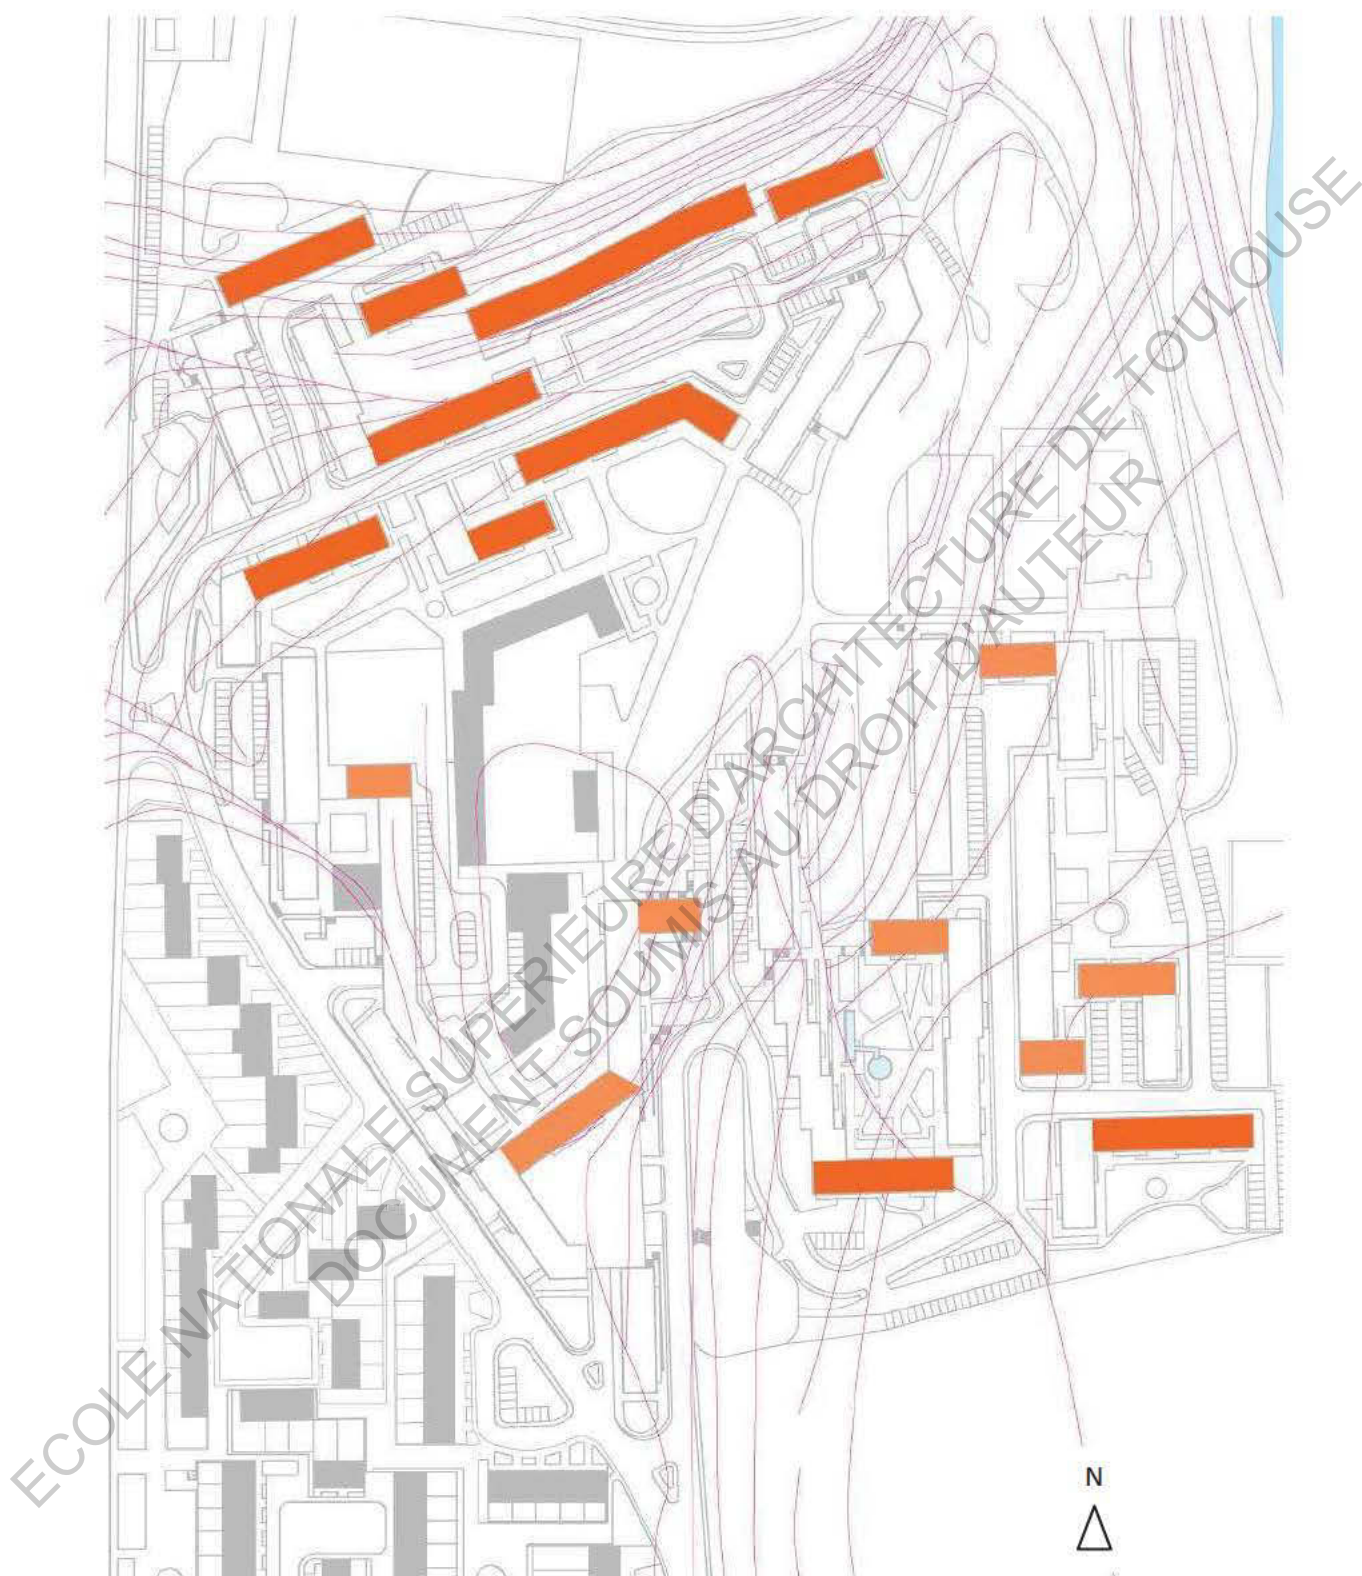 ECOLE NATIONALE SUPERIEURE D'ARCHITECTURE DE TOULOUSE
DOCUMENT SOUMIS AU DROIT D'AUTEUR
N